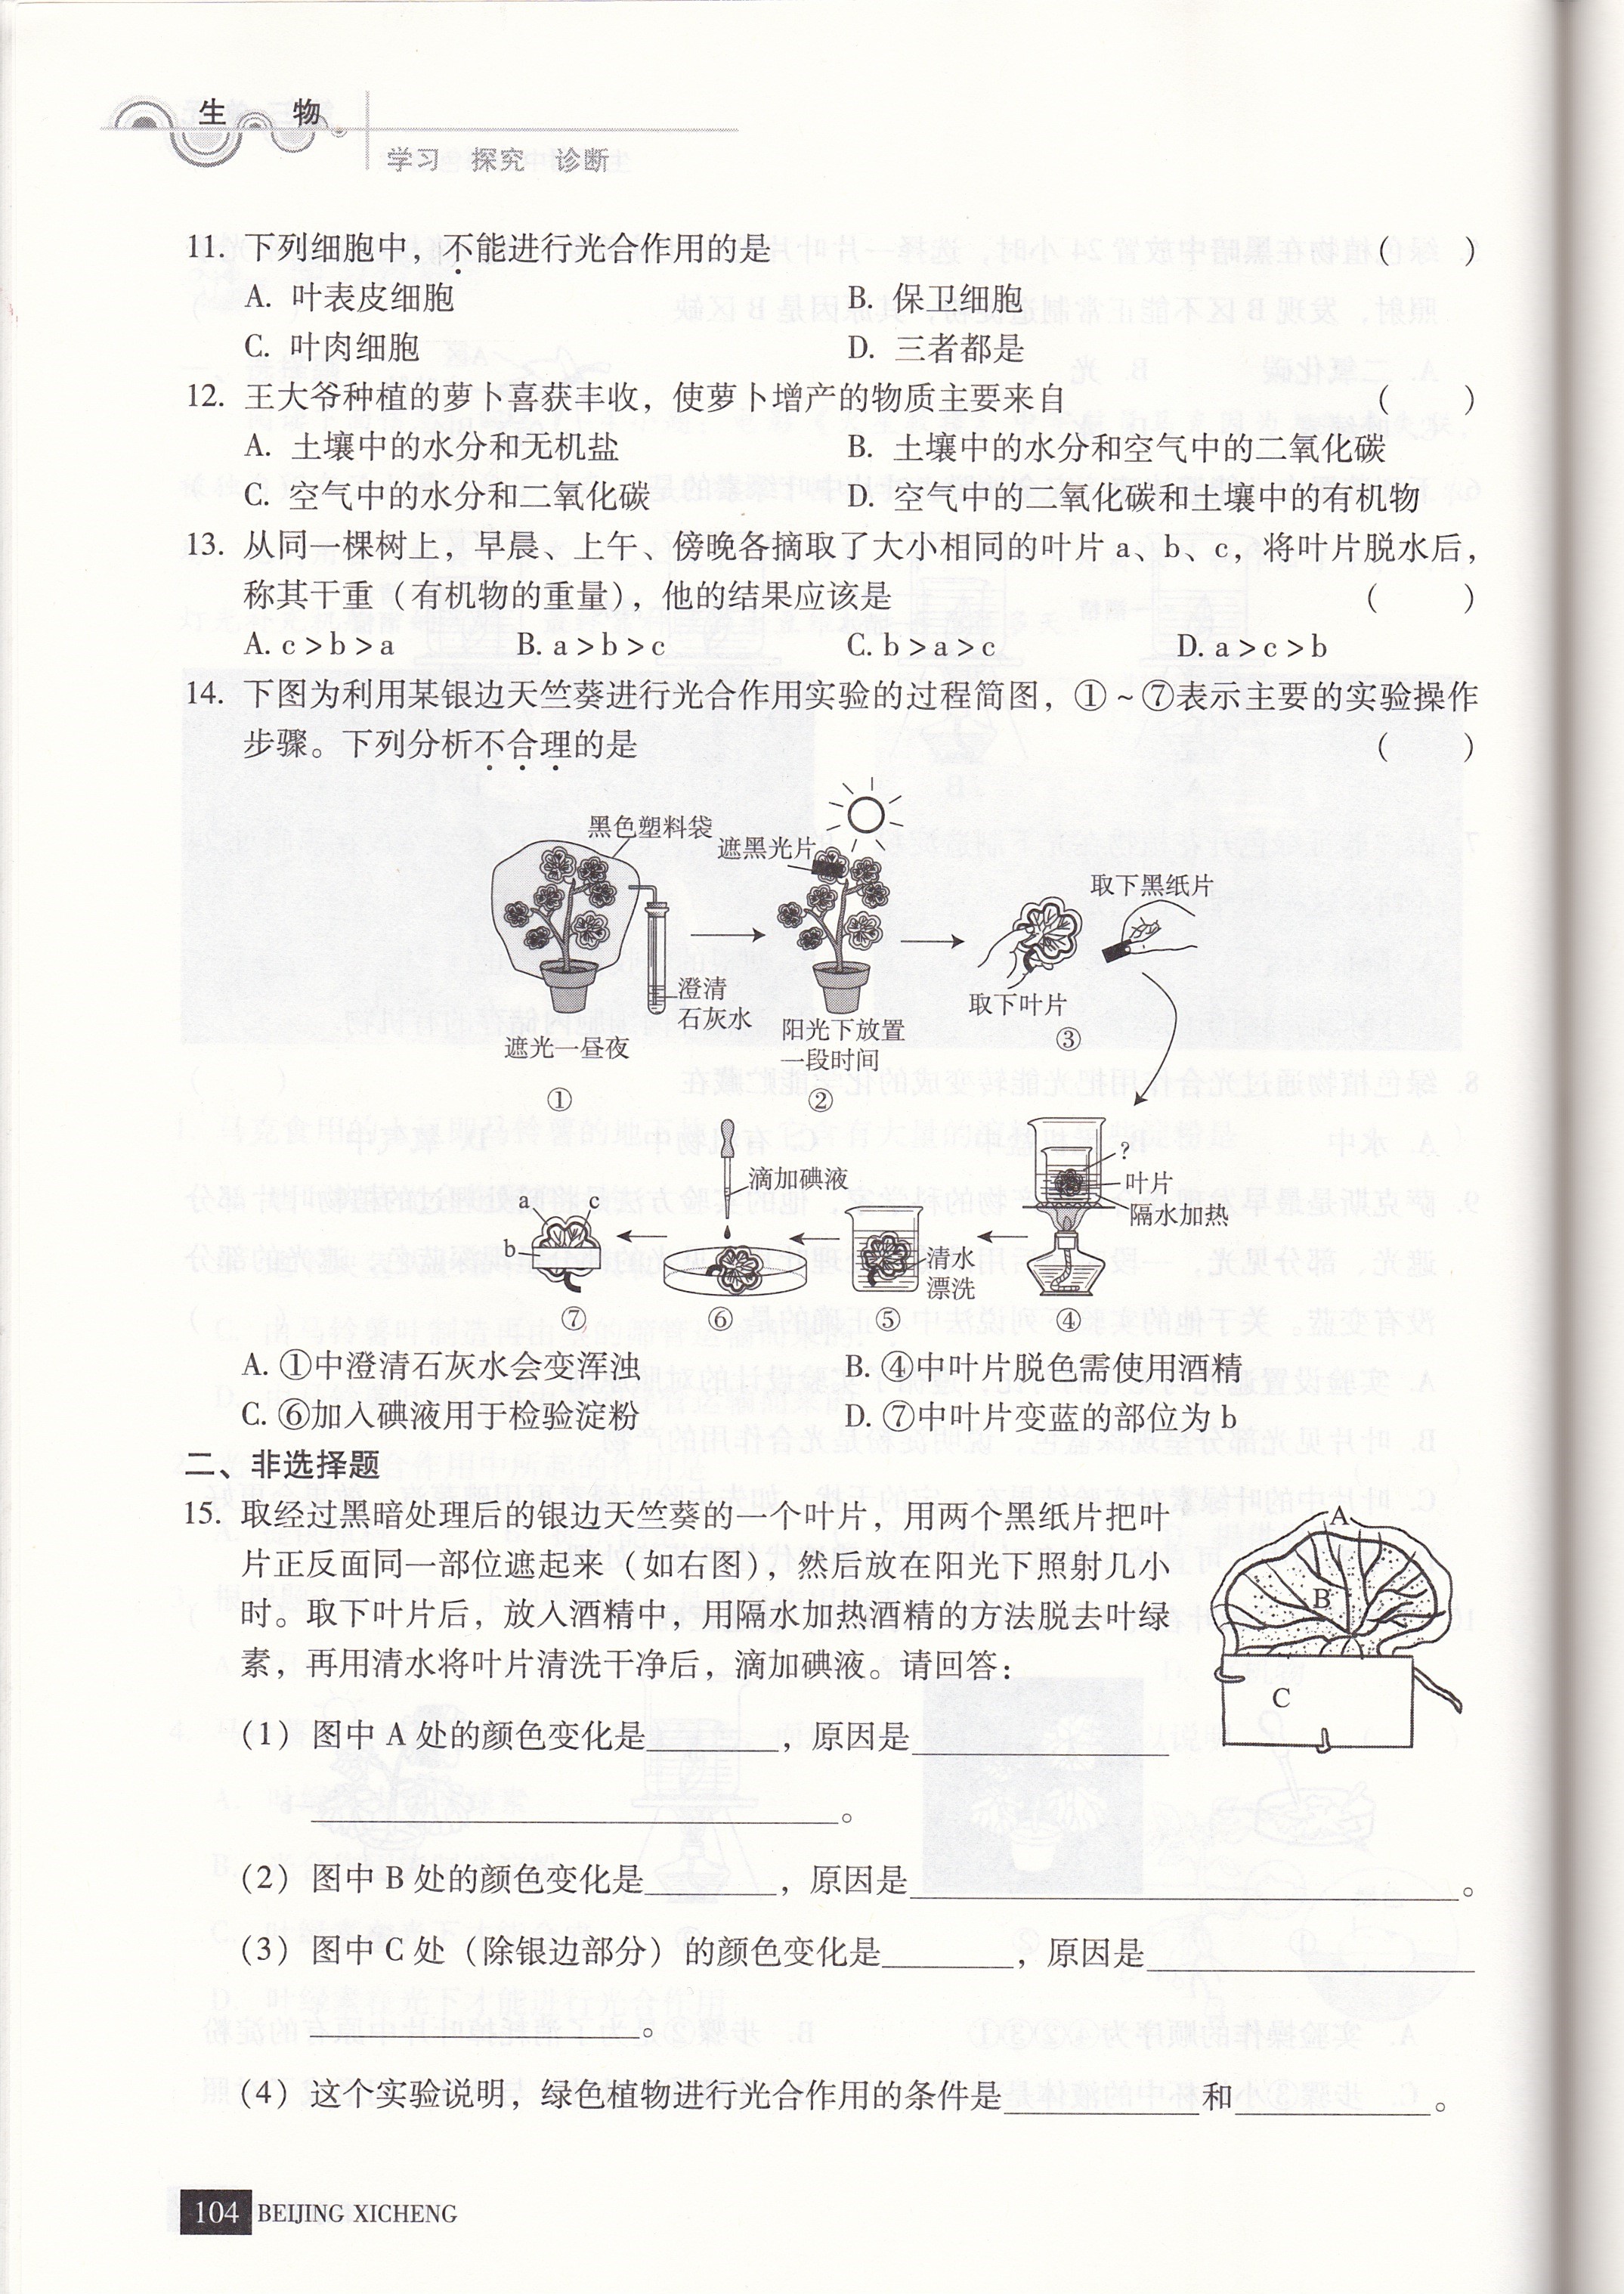 生 物
学习 探究 诊断
11. 下列细胞中，不能进行光合作用的是 （ ）
A. 叶表皮细胞 B. 保卫细胞
C. 叶肉细胞 D. 三者都是
12. 王大爷种植的萝卜喜获丰收，使萝卜增产的物质主要来自 （ ）
A. 土壤中的水分和无机盐 B. 土壤中的水分和空气中的二氧化碳
C. 空气中的水分和二氧化碳 D. 空气中的二氧化碳和土壤中的有机物
13. 从同一棵树上，早晨、上午、傍晚各摘取了大小相同的叶片 a、b、c，将叶片脱水后，
称其干重（有机物的重量），他的结果应该是 （ ）
A. c > b > a B. a > b > c C. b > a > c D. a > c > b
14. 下图为利用某银边天竺葵进行光合作用实验的过程简图，①～⑦表示主要的实验操作
步骤。下列分析不合理的是 （ ）
黑色塑料袋
遮黑光片
取下黑纸片
澄清
石灰水
取下叶片
遮光一昼夜
阳光下放置
一段时间
① ② ③
?
叶片
隔水加热
滴加碘液
清水
漂洗
a c
b
⑦ ⑥ ⑤ ④
A. ①中澄清石灰水会变浑浊 B. ④中叶片脱色需使用酒精
C. ⑥加入碘液用于检验淀粉 D. ⑦中叶片变蓝的部位为 b
二、非选择题
15. 取经过黑暗处理后的银边天竺葵的一个叶片，用两个黑纸片把叶
片正反面同一部位遮起来（如右图），然后放在阳光下照射几小
时。取下叶片后，放入酒精中，用隔水加热酒精的方法脱去叶绿
素，再用清水将叶片清洗干净后，滴加碘液。请回答：
A
B
C
（1）图中 A 处的颜色变化是________，原因是________________
________________________________。
（2）图中 B 处的颜色变化是________，原因是________________________________。
（3）图中 C 处（除银边部分）的颜色变化是________，原因是____________________
____________________。
（4）这个实验说明，绿色植物进行光合作用的条件是____________和____________。
104 BEIJING XICHENG